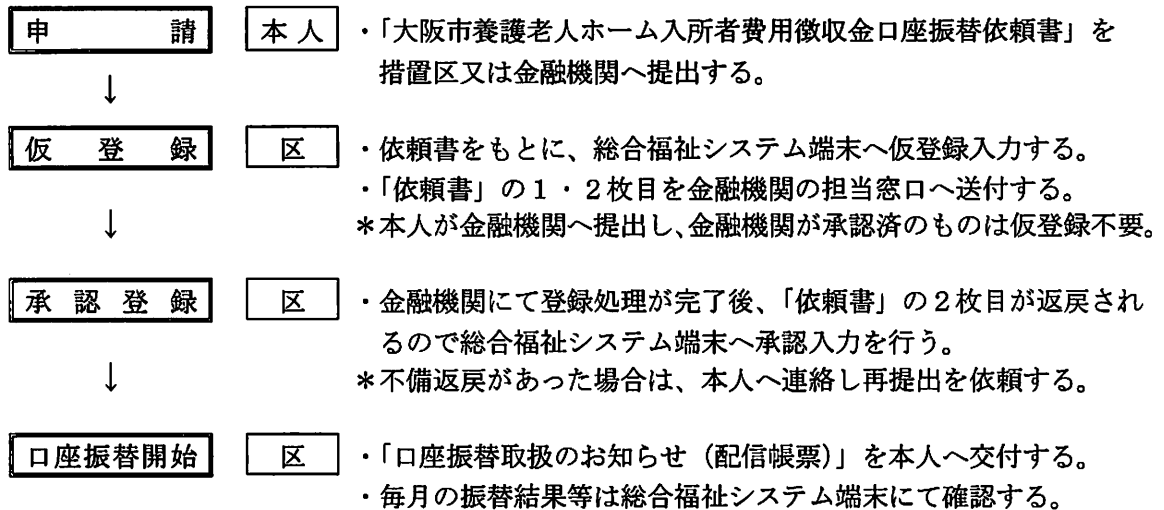 申請 本人 ・「大阪市養護老人ホーム入所者費用徴収金口座振替依頼書」を
措置区又は金融機関へ提出する。
↓
仮登録 区 ・依頼書をもとに、総合福祉システム端末へ仮登録入力する。
・「依頼書」の1・2枚目を金融機関の担当窓口へ送付する。
↓ *本人が金融機関へ提出し、金融機関が承認済のものは仮登録不要。
承認登録 区 ・金融機関にて登録処理が完了後、「依頼書」の2枚目が返戻され
るので総合福祉システム端末へ承認入力を行う。
↓ *不備返戻があった場合は、本人へ連絡し再提出を依頼する。
口座振替開始 区 ・「口座振替取扱のお知らせ(配信帳票)」を本人へ交付する。
・毎月の振替結果等は総合福祉システム端末にて確認する。